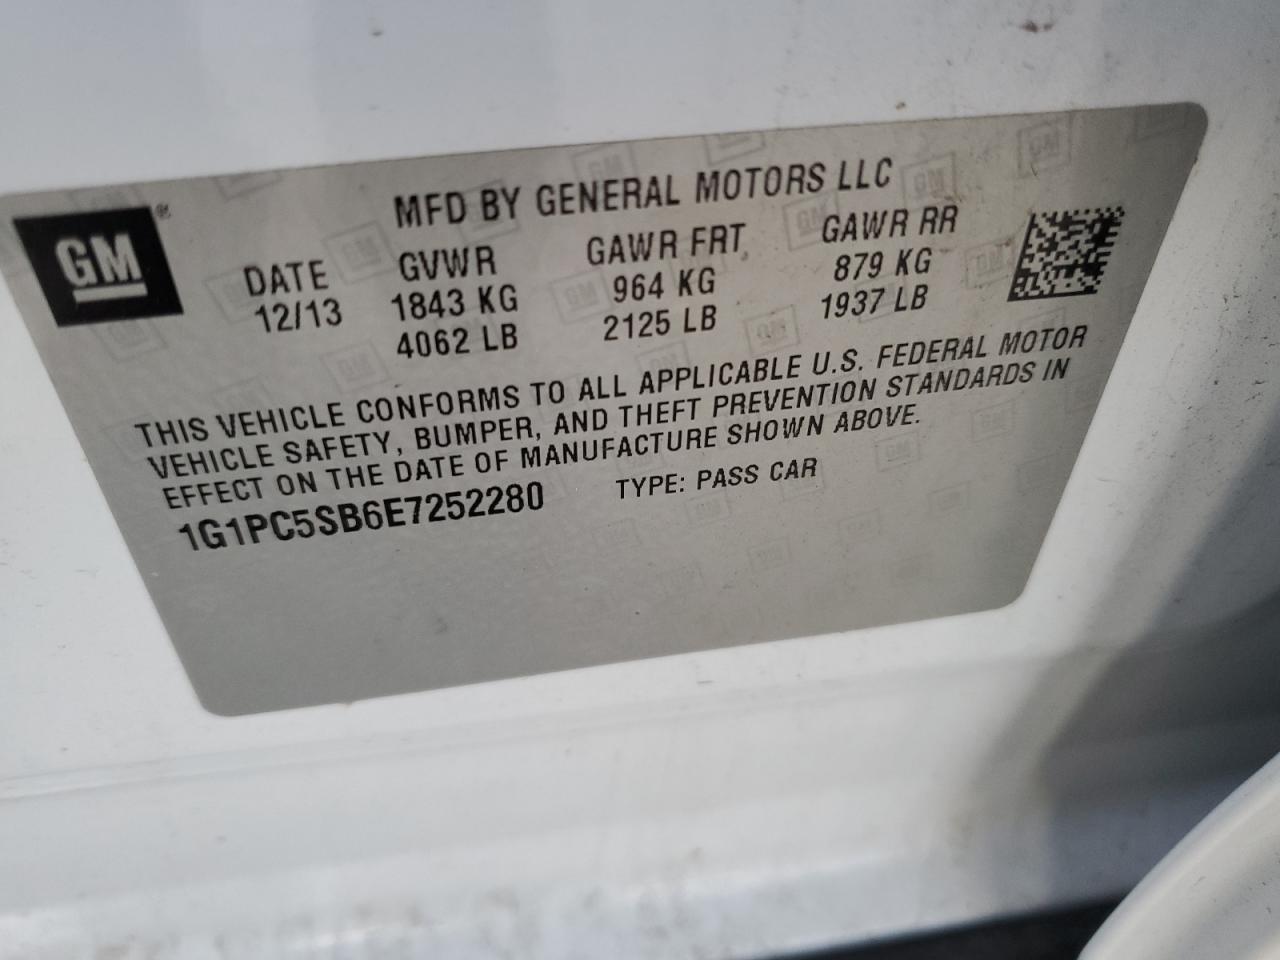 GM®
MFD BY GENERAL MOTORS LLC
DATE GVWR GAWR FRT GAWR RR
12/13 1843 KG 964 KG 879 KG
4062 LB 2125 LB 1937 LB
THIS VEHICLE CONFORMS TO ALL APPLICABLE U.S. FEDERAL MOTOR
VEHICLE SAFETY, BUMPER, AND THEFT PREVENTION STANDARDS IN
EFFECT ON THE DATE OF MANUFACTURE SHOWN ABOVE.
1G1PC5SB6E7252280 TYPE: PASS CAR